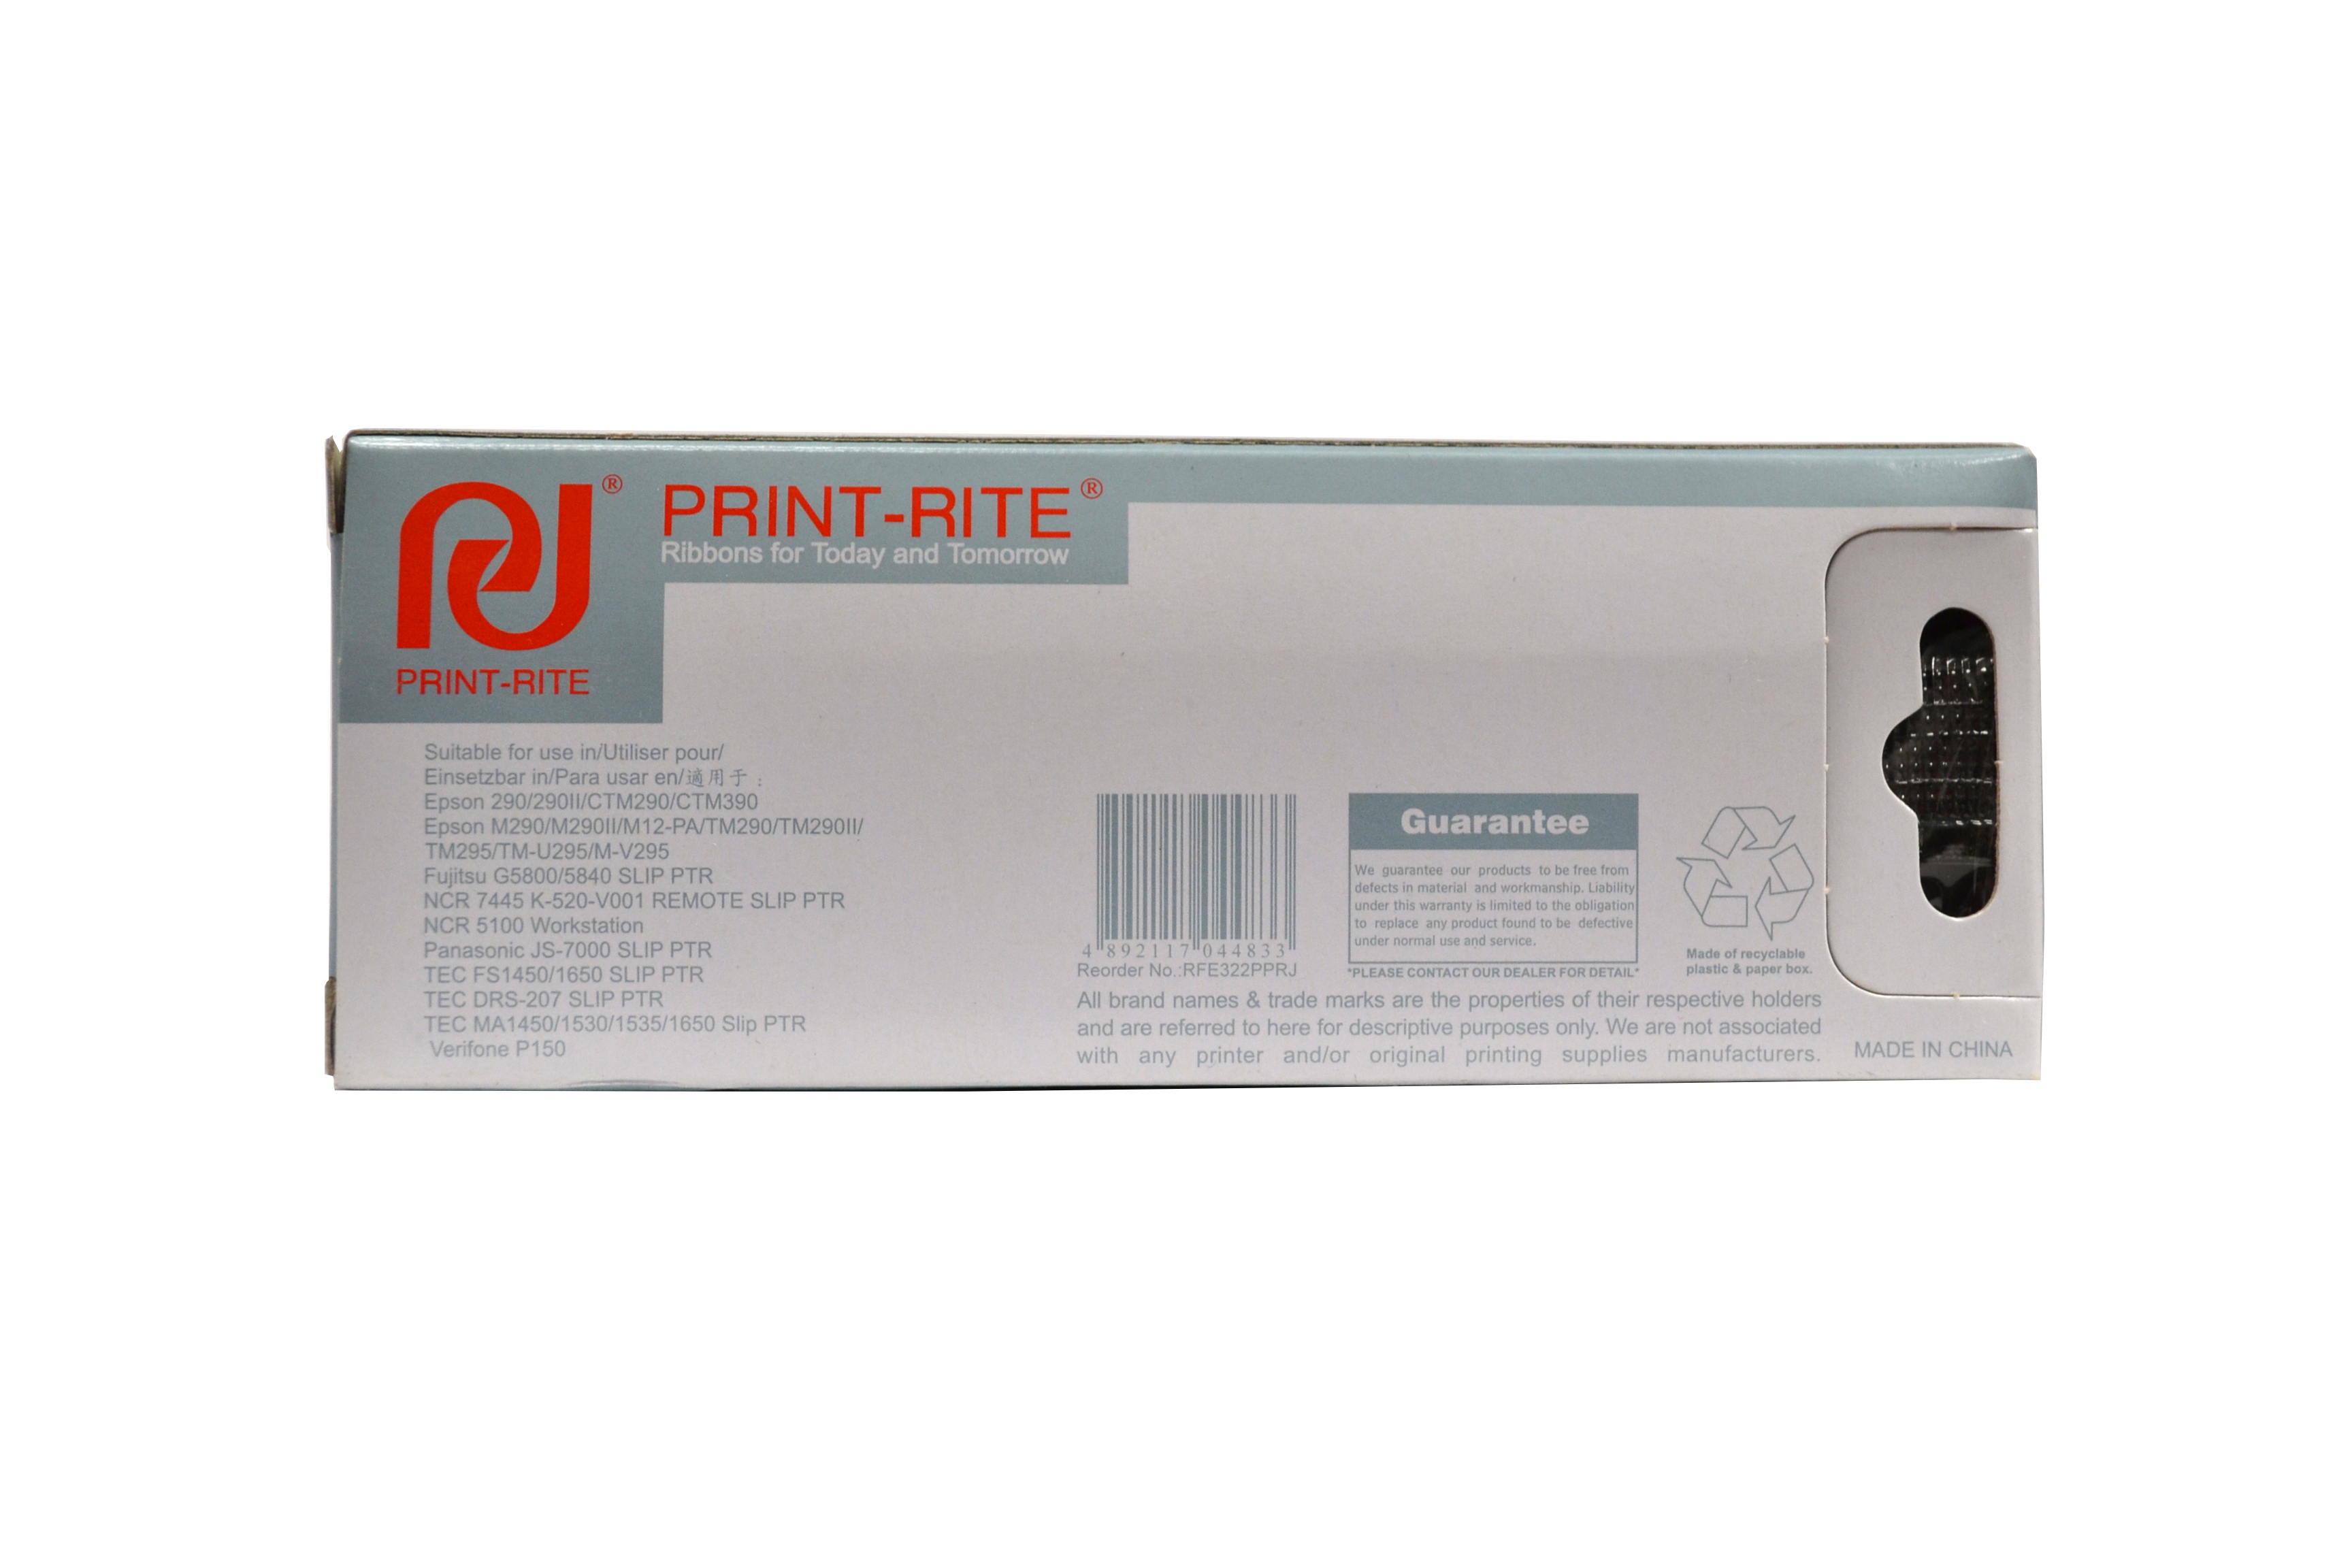 ®
PRINT-RITE®
Ribbons for Today and Tomorrow
PRINT-RITE
Suitable for use in/Utiliser pour/
Einsetzbar in/Para usar en/適用于 :
Epson 290/290II/CTM290/CTM390
Epson M290/M290II/M12-PA/TM290/TM290II/
TM295/TM-U295/M-V295
Fujitsu G5800/5840 SLIP PTR
NCR 7445 K-520-V001 REMOTE SLIP PTR
NCR 5100 Workstation
Panasonic JS-7000 SLIP PTR
TEC FS1450/1650 SLIP PTR
TEC DRS-207 SLIP PTR
TEC MA1450/1530/1535/1650 Slip PTR
Verifone P150
4 892117 044833
Reorder No.:RFE322PPRJ
Guarantee
We guarantee our products to be free from
defects in material and workmanship. Liability
under this warranty is limited to the obligation
to replace any product found to be defective
under normal use and service.
*PLEASE CONTACT OUR DEALER FOR DETAIL*
Made of recyclable
plastic & paper box.
All brand names & trade marks are the properties of their respective holders
and are referred to here for descriptive purposes only. We are not associated
with any printer and/or original printing supplies manufacturers.
MADE IN CHINA